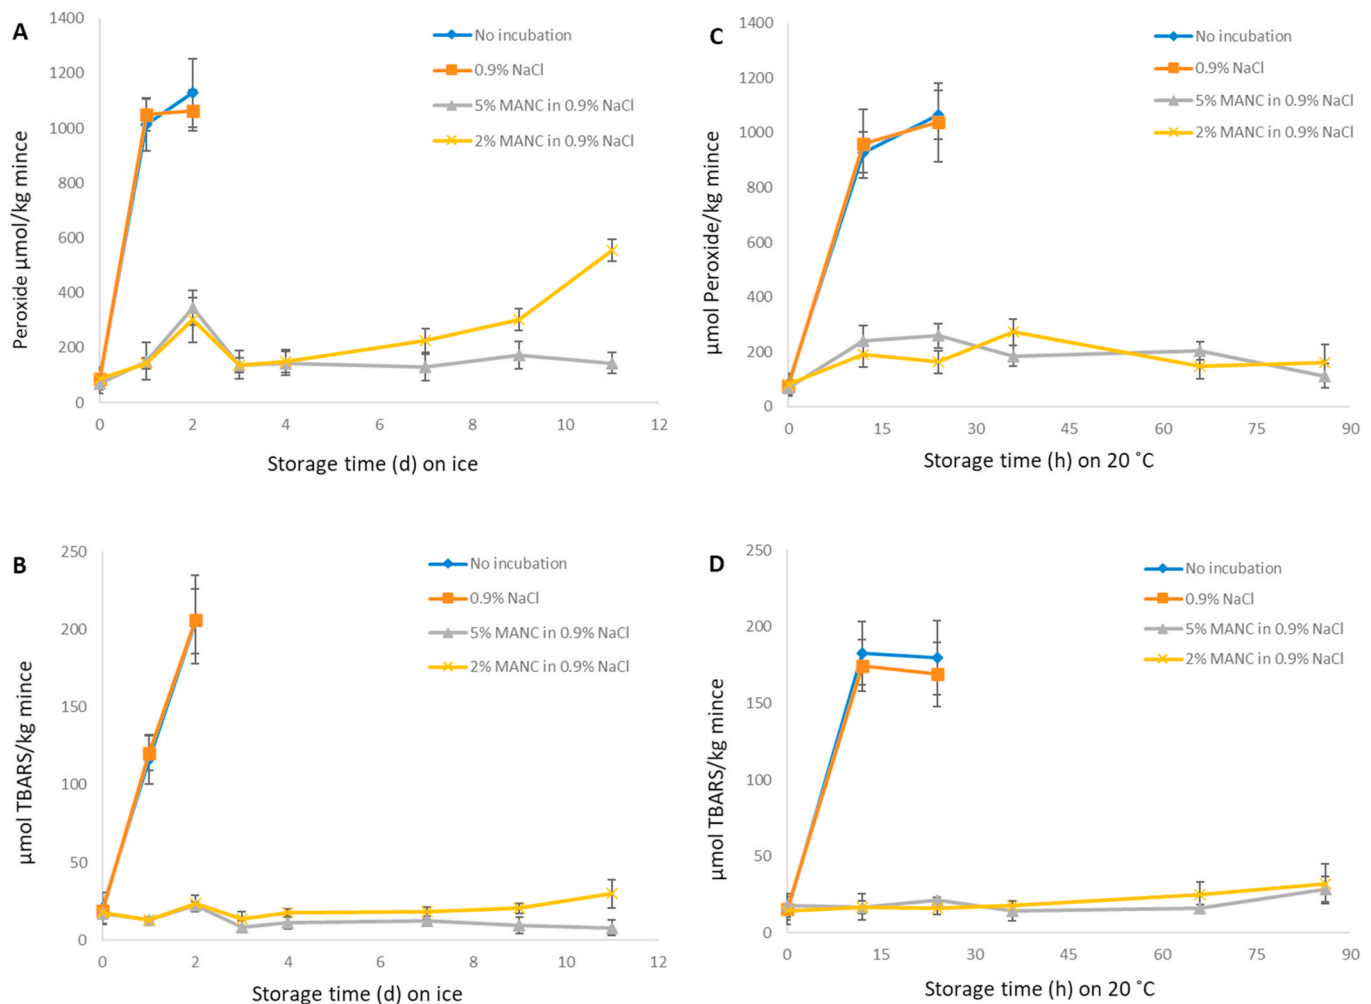 A
Peroxide µmol/kg mince
1400
1200
1000
800
600
400
200
0
0 2 4 6 8 10 12
Storage time (d) on ice
No incubation
0.9% NaCl
5% MANC in 0.9% NaCl
2% MANC in 0.9% NaCl
C
µmol Peroxide/kg mince
1400
1200
1000
800
600
400
200
0
0 15 30 45 60 75 90
Storage time (h) on 20 ˚C
No incubation
0.9% NaCl
5% MANC in 0.9% NaCl
2% MANC in 0.9% NaCl
B
µmol TBARS/kg mince
250
200
150
100
50
0
0 2 4 6 8 10 12
Storage time (d) on ice
No incubation
0.9% NaCl
5% MANC in 0.9% NaCl
2% MANC in 0.9% NaCl
D
µmol TBARS/kg mince
250
200
150
100
50
0
0 15 30 45 60 75 90
Storage time (h) on 20 ˚C
No incubation
0.9% NaCl
5% MANC in 0.9% NaCl
2% MANC in 0.9% NaCl